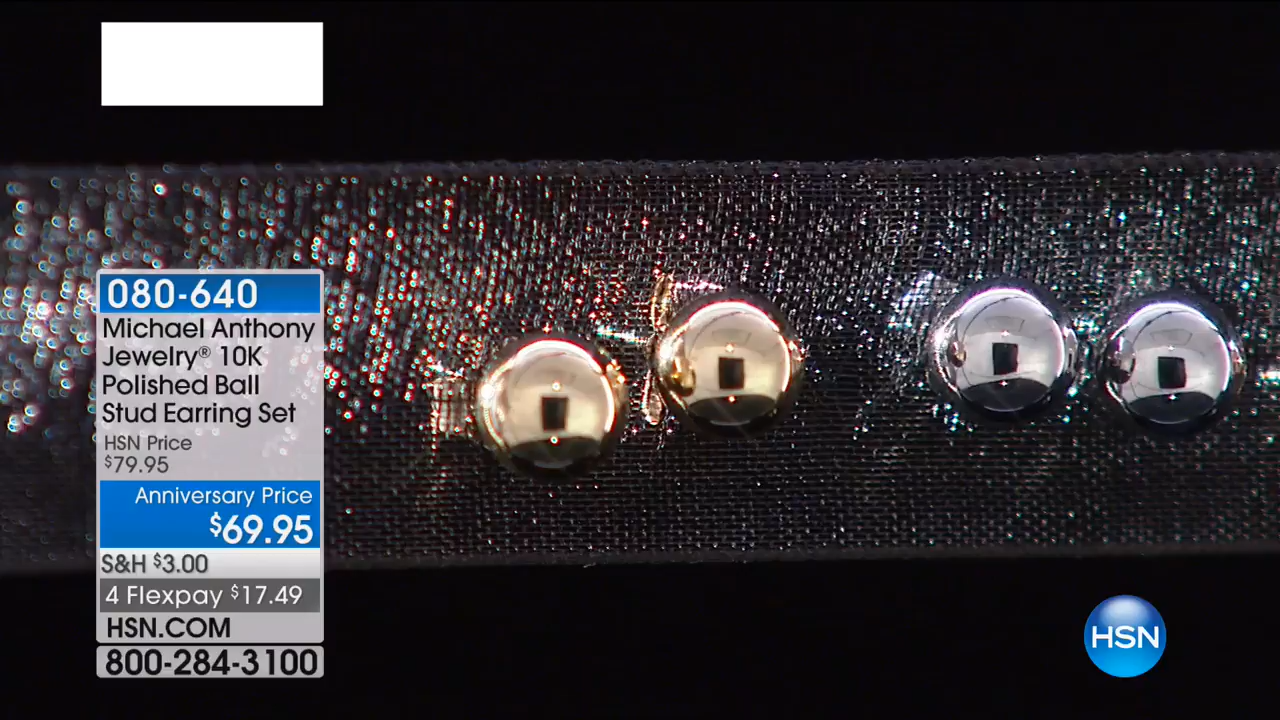 080-640
Michael Anthony
Jewelry® 10K
Polished Ball
Stud Earring Set
HSN Price
$79.95
Anniversary Price
$69.95
S&H $3.00
4 Flexpay $17.49
HSN.COM
800-284-3100
HSN